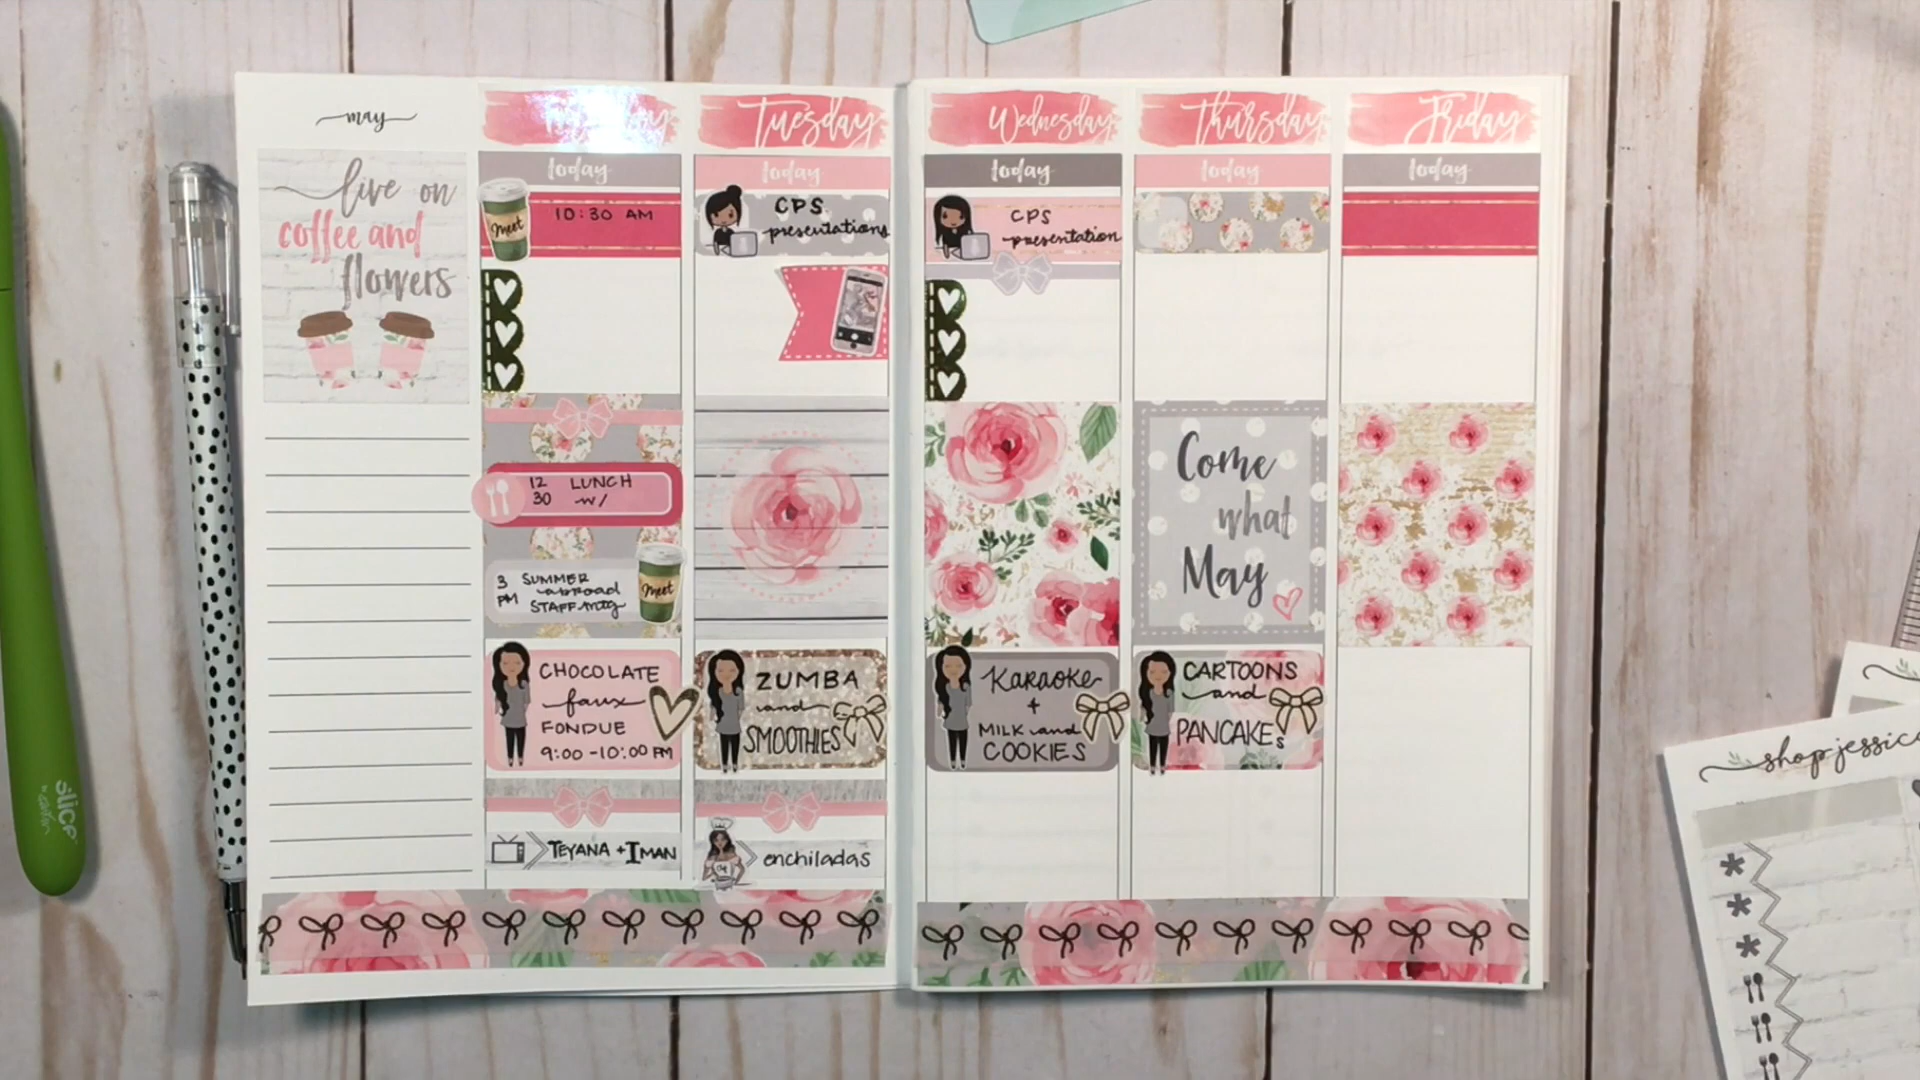 may
live on
coffee and
flowers
Tuesday
Wednesday
Thursday
Friday
today
today
today
today
today
Meet
10:30 AM
CPS
presentations
CPS
presentation
12 LUNCH
30 w/
3 SUMMER
PM abroad
STAFF mtg
Meet
Come
what
May
CHOCOLATE
faux
FONDUE
9:00-10:00 PM
ZUMBA
and
SMOOTHIES
Karaoke
+
MILK and
COOKIES
CARTOONS
and
PANCAKEs
TEYANA + IMAN
enchiladas
slice
shopjessica